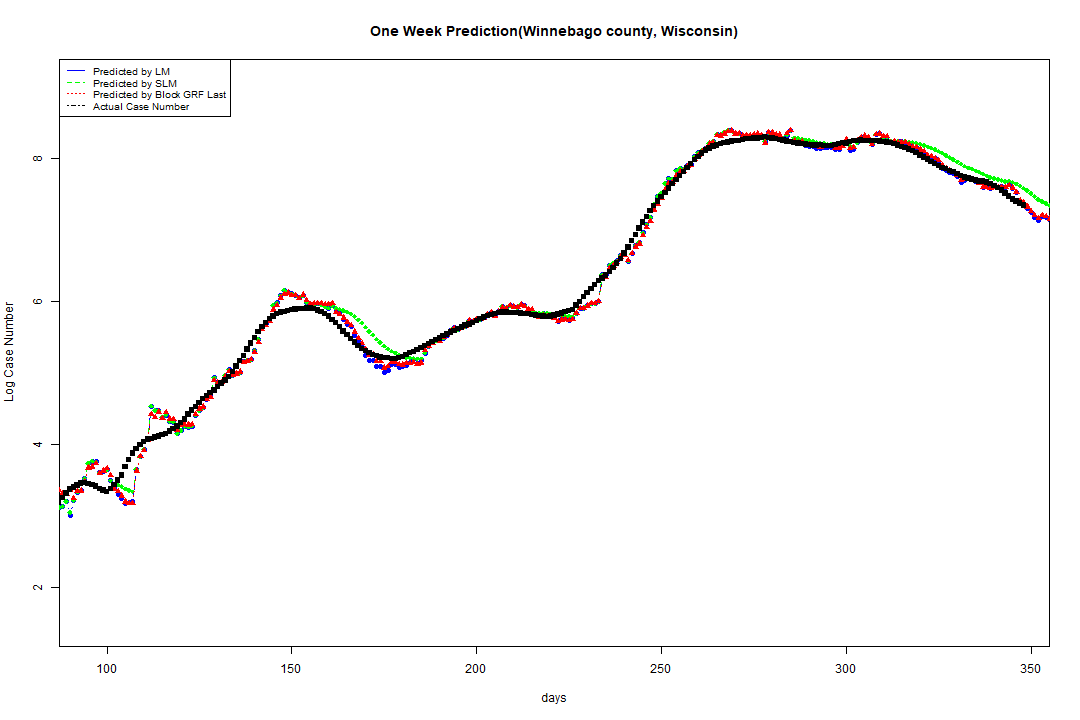 One Week Prediction(Winnebago county, Wisconsin)
Predicted by LM
Predicted by SLM
Predicted by Block GRF Last
Actual Case Number
8
6
4
2
Log Case Number
100 150 200 250 300 350
days